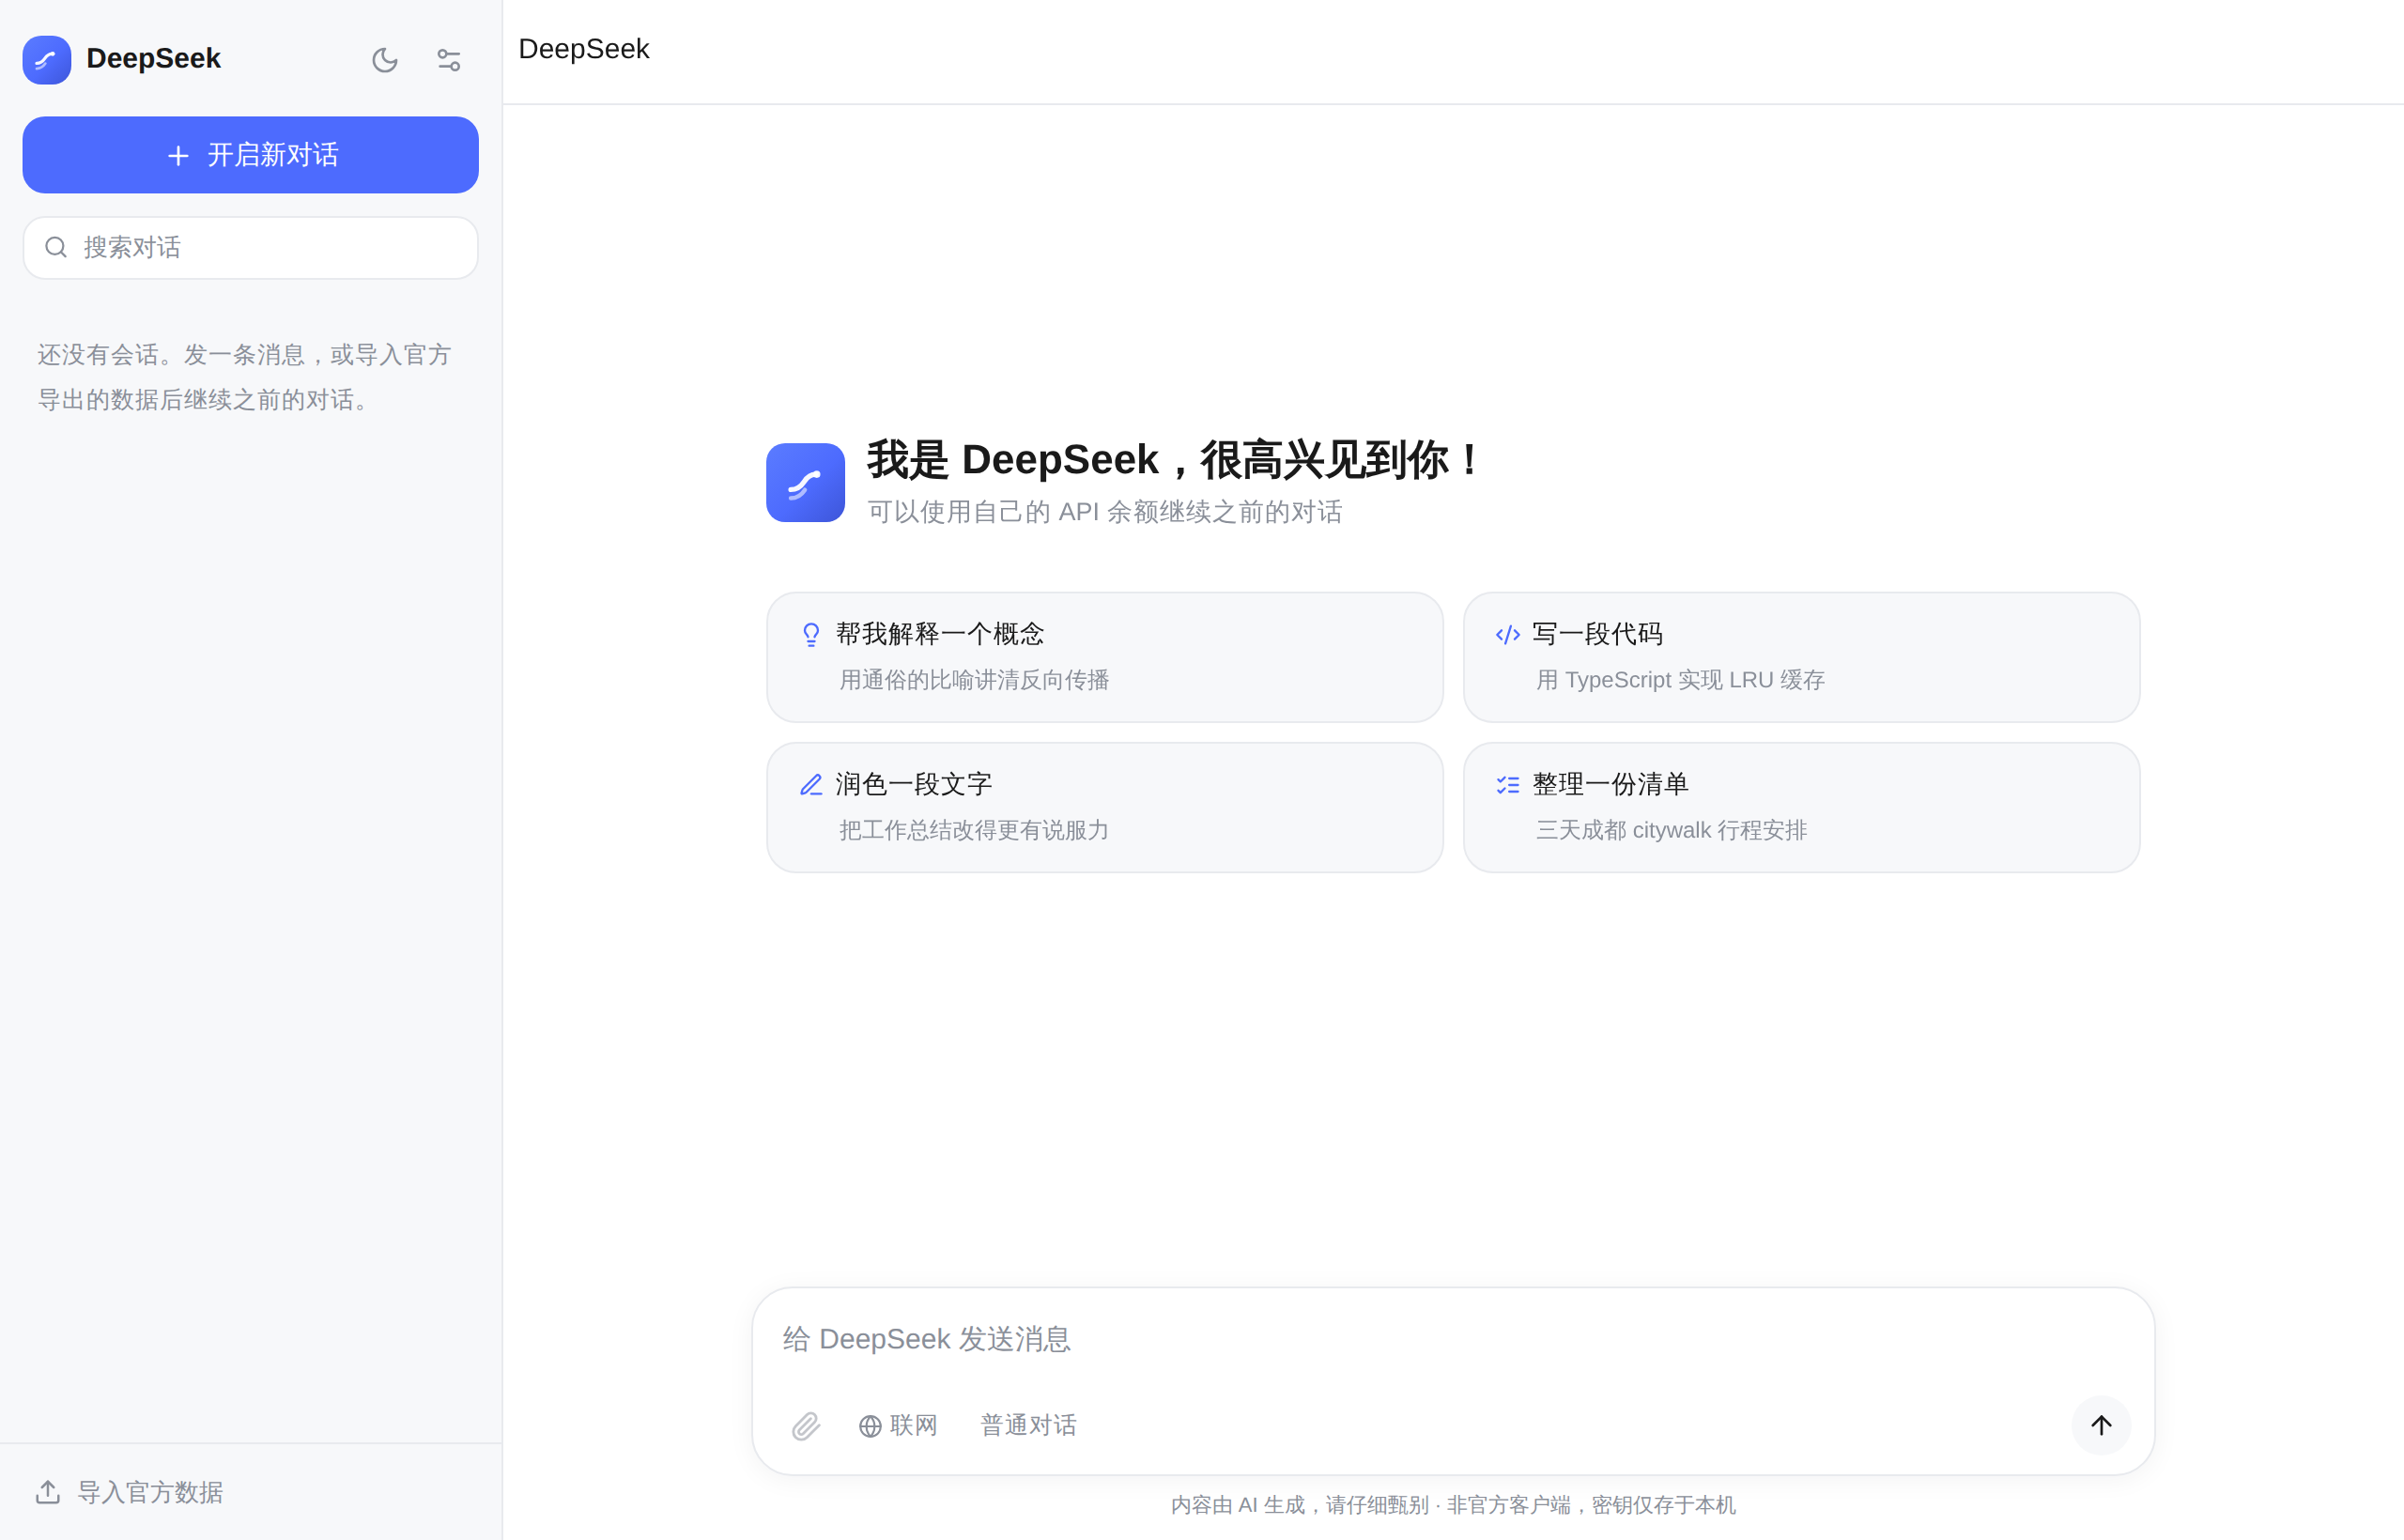 DeepSeek
开启新对话
搜索对话
还没有会话。发一条消息，或导入官方
导出的数据后继续之前的对话。
导入官方数据
DeepSeek
我是 DeepSeek，很高兴见到你！
可以使用自己的 API 余额继续之前的对话
帮我解释一个概念
用通俗的比喻讲清反向传播
写一段代码
用 TypeScript 实现 LRU 缓存
润色一段文字
把工作总结改得更有说服力
整理一份清单
三天成都 citywalk 行程安排
给 DeepSeek 发送消息
联网 普通对话
内容由 AI 生成，请仔细甄别 · 非官方客户端，密钥仅存于本机